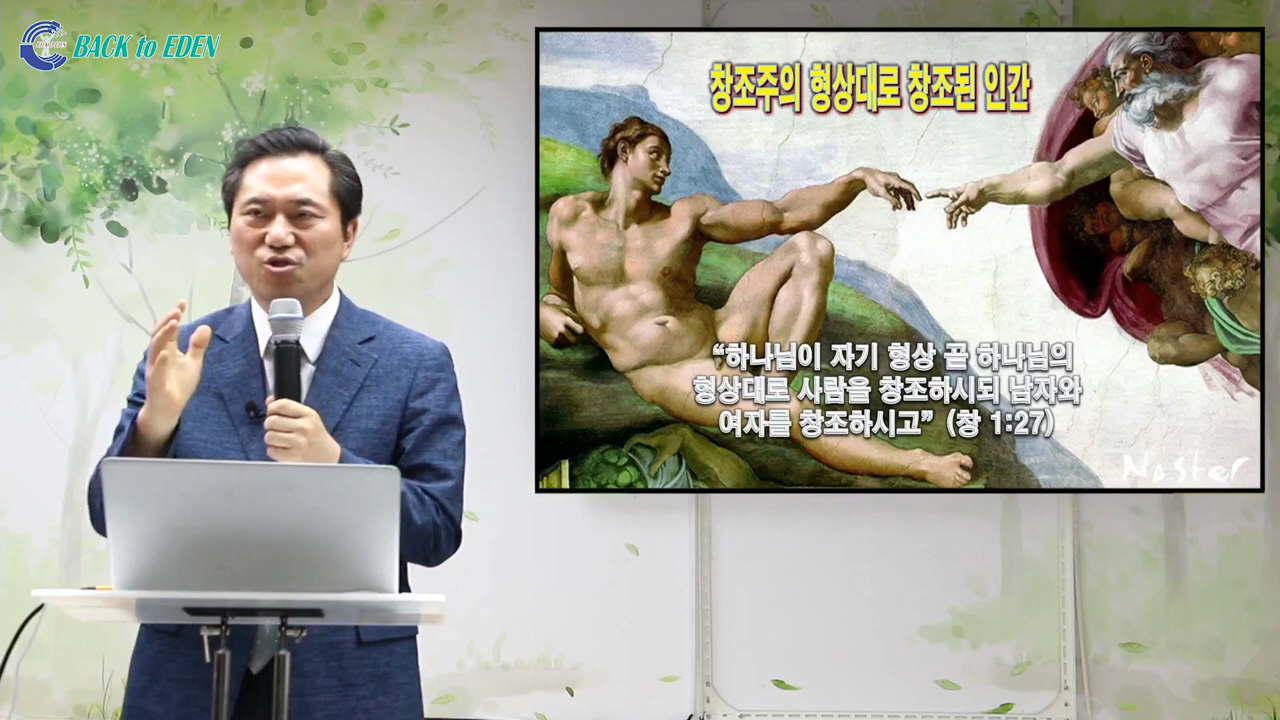 BACK to EDEN
창조주의 형상대로 창조된 인간
“하나님이 자기 형상 곧 하나님의
형상대로 사람을 창조하시되 남자와
여자를 창조하시고” (창 1:27)
Noster